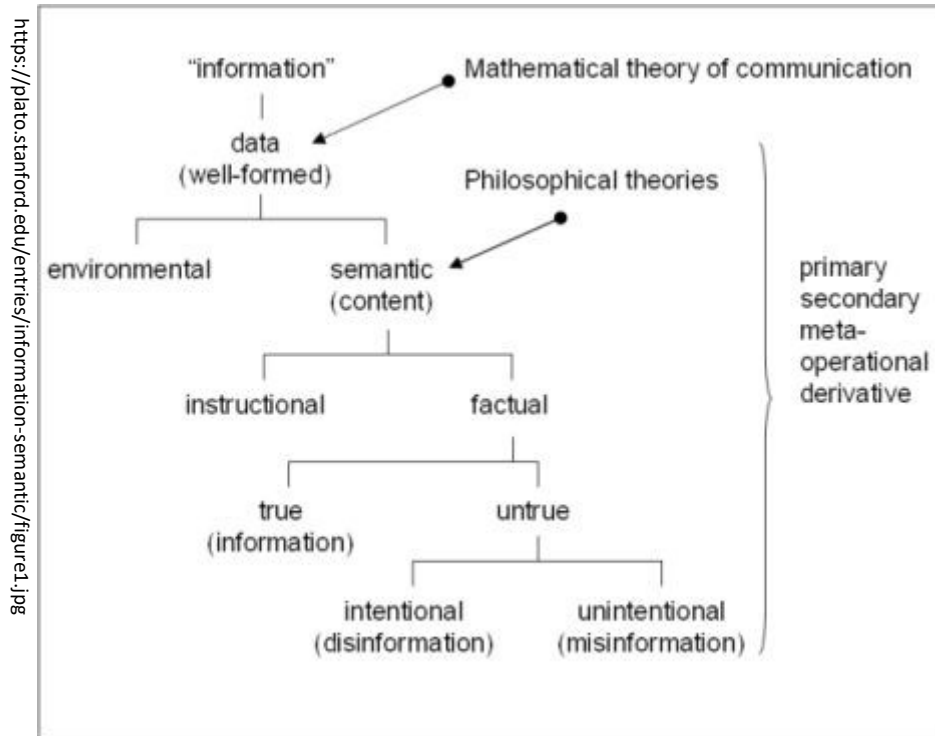 https://plato.stanford.edu/entries/information-semantic/figure1.jpg
“information”
Mathematical theory of communication
data
(well-formed)
Philosophical theories
environmental
semantic
(content)
primary
secondary
meta-
operational
derivative
instructional
factual
true
(information)
untrue
intentional
(disinformation)
unintentional
(misinformation)